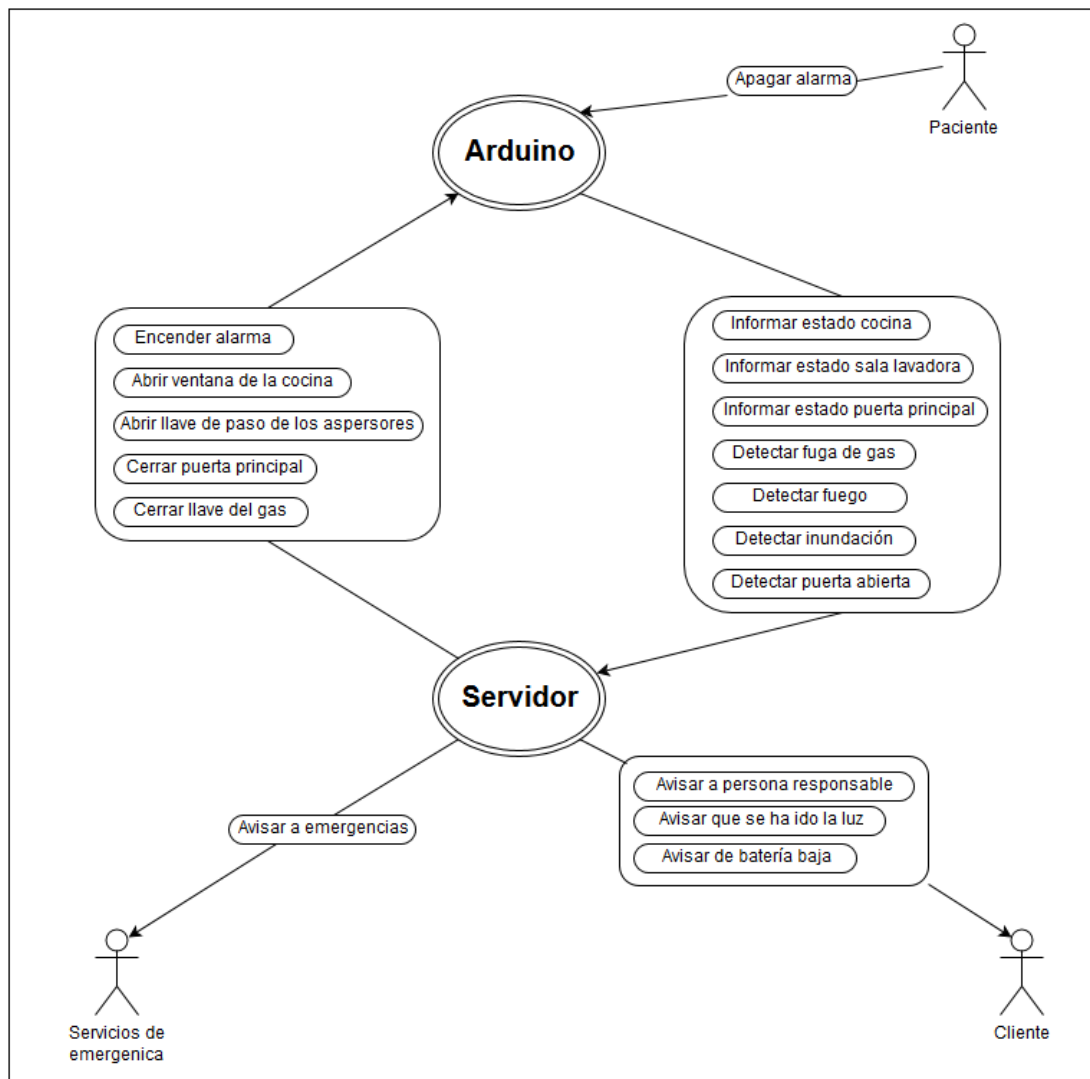 Apagar alarma
Paciente
Arduino
Encender alarma
Abrir ventana de la cocina
Abrir llave de paso de los aspersores
Cerrar puerta principal
Cerrar llave del gas
Informar estado cocina
Informar estado sala lavadora
Informar estado puerta principal
Detectar fuga de gas
Detectar fuego
Detectar inundación
Detectar puerta abierta
Servidor
Avisar a emergencias
Avisar a persona responsable
Avisar que se ha ido la luz
Avisar de batería baja
Servicios de
emergenica
Cliente